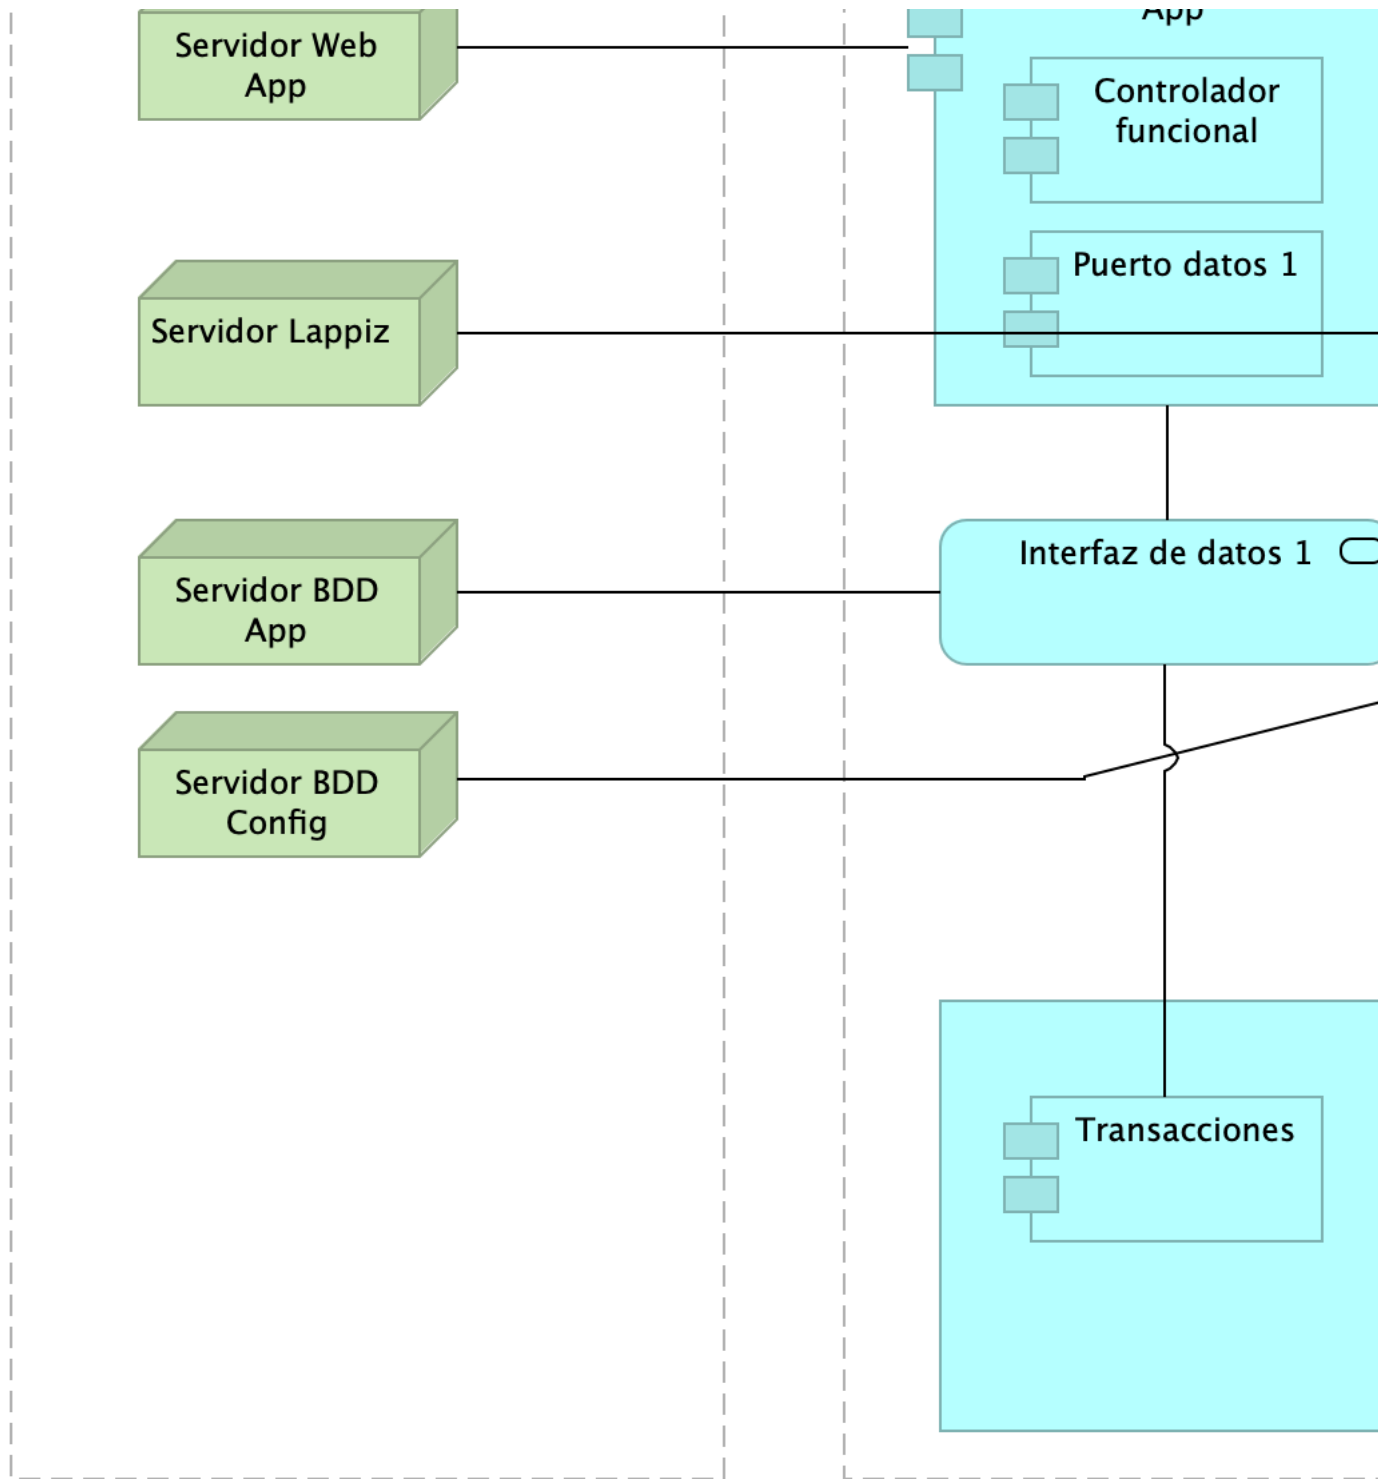 Servidor Web
App
App
Controlador
funcional
Puerto datos 1
Servidor Lappiz
Servidor BDD
App
Interfaz de datos 1
Servidor BDD
Config
Transacciones